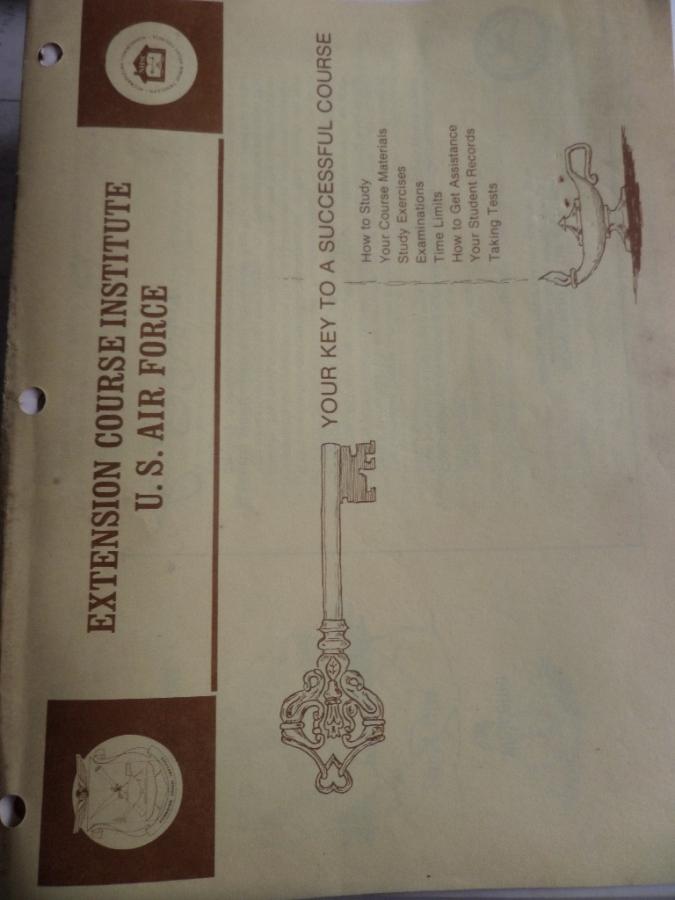 EXTENSION COURSE INSTITUTE
U. S. AIR FORCE
YOUR KEY TO A SUCCESSFUL COURSE
How to Study
Your Course Materials
Study Exercises
Examinations
Time Limits
How to Get Assistance
Your Student Records
Taking Tests